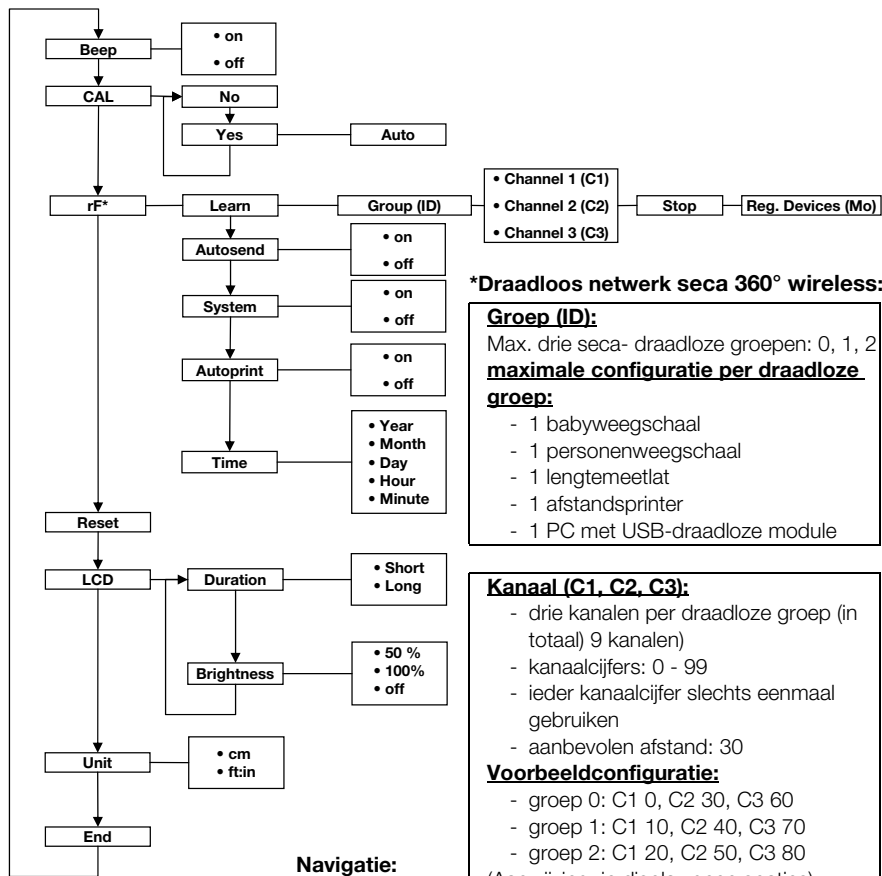 Beep
• on
• off
CAL
No
Yes
Auto
rF*
Learn
Group (ID)
• Channel 1 (C1)
• Channel 2 (C2)
• Channel 3 (C3)
Stop
Reg. Devices (Mo)
Autosend
• on
• off
System
• on
• off
Autoprint
• on
• off
Time
• Year
• Month
• Day
• Hour
• Minute
Reset
LCD
Duration
• Short
• Long
Brightness
• 50 %
• 100%
• off
Unit
• cm
• ft:in
End
*Draadloos netwerk seca 360° wireless:
Groep (ID):
Max. drie seca- draadloze groepen: 0, 1, 2
maximale configuratie per draadloze
groep:
- 1 babyweegschaal
- 1 personenweegschaal
- 1 lengtemeetlat
- 1 afstandsprinter
- 1 PC met USB-draadloze module
Kanaal (C1, C2, C3):
- drie kanalen per draadloze groep (in
totaal) 9 kanalen)
- kanaalcijfers: 0 - 99
- ieder kanaalcijfer slechts eenmaal
gebruiken
- aanbevolen afstand: 30
Voorbeeldconfiguratie:
- groep 0: C1 0, C2 30, C3 60
- groep 1: C1 10, C2 40, C3 70
- groep 2: C1 20, C2 50, C3 80
Navigatie: